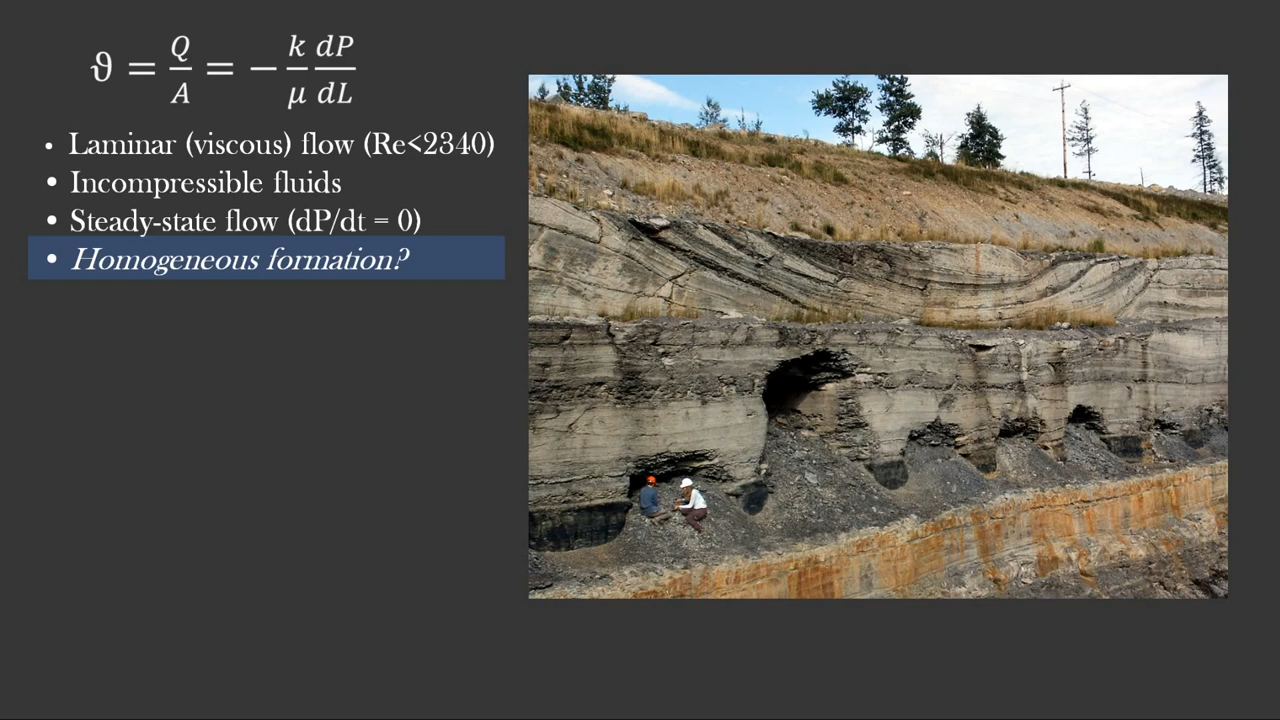 ϑ = Q/A = − k/μ dP/dL
• Laminar (viscous) flow (Re<2340)
• Incompressible fluids
• Steady-state flow (dP/dt = 0)
• Homogeneous formation?